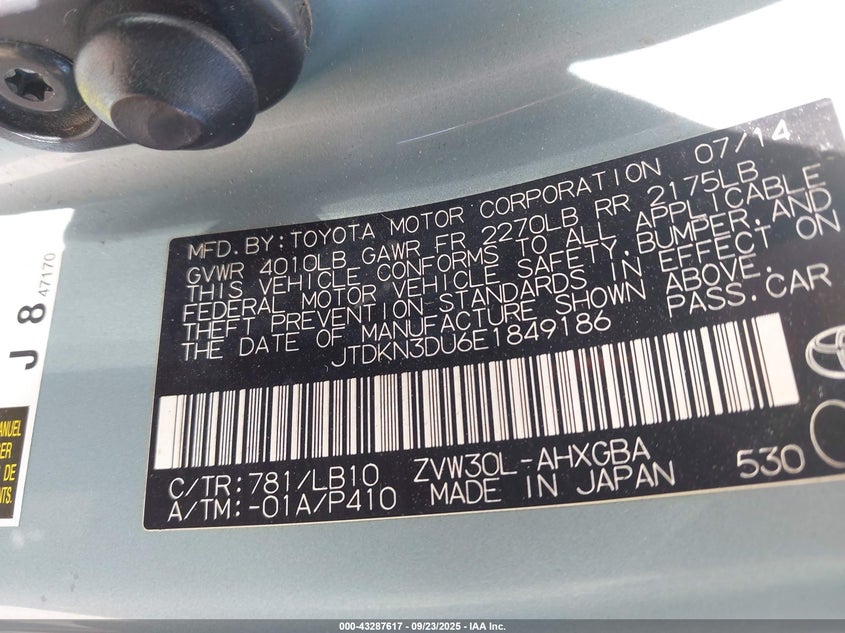 MFD. BY: TOYOTA MOTOR CORPORATION 07/14
GVWR 4010LB GAWR FR 2270LB RR 2175LB
THIS VEHICLE CONFORMS TO ALL APPLICABLE
FEDERAL MOTOR VEHICLE SAFETY, BUMPER, AND
THEFT PREVENTION STANDARDS IN EFFECT ON
THE DATE OF MANUFACTURE SHOWN ABOVE.
JTDKN3DU6E1849186 PASS. CAR
C/TR: 781/LB10 ZVW30L-AHXGBA
A/TM: -01A/P410 MADE IN JAPAN 530
J 8 47170
DE
000-43287617 - 09/23/2025 - IAA Inc.